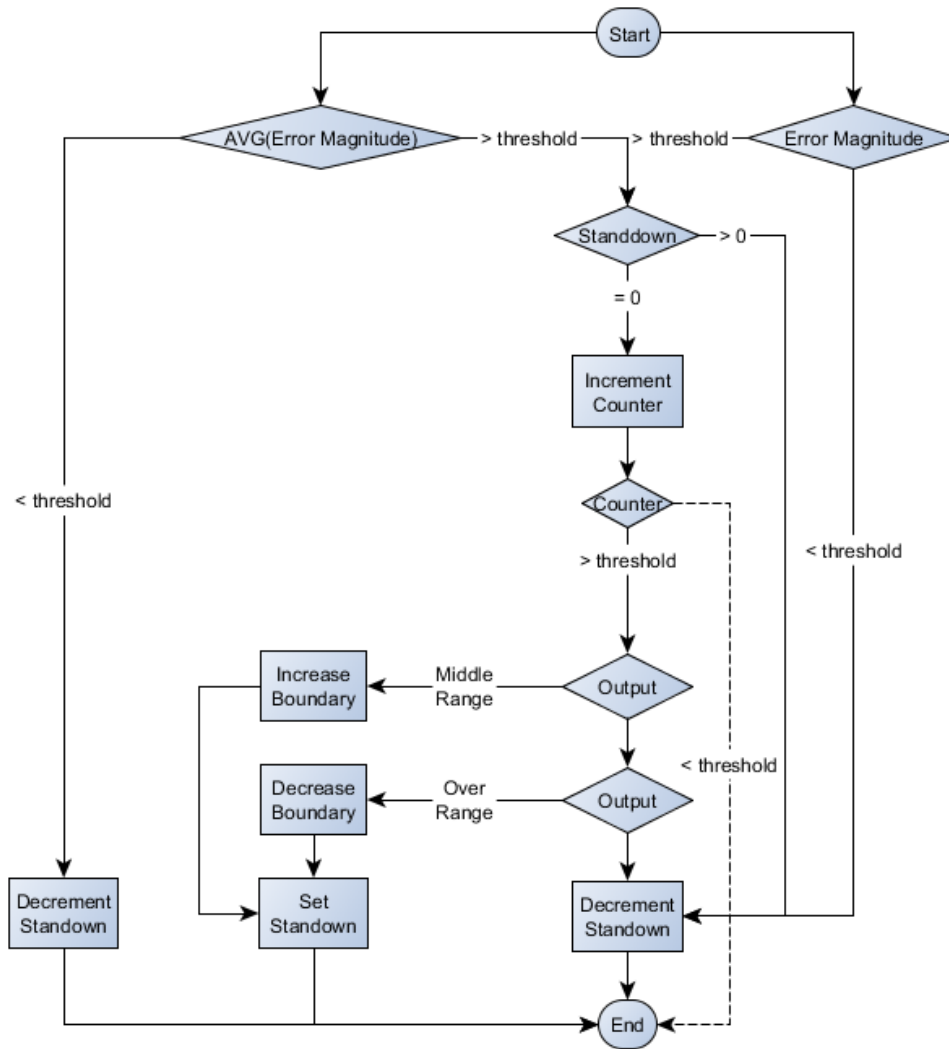 Start
AVG(Error Magnitude)
> threshold
> threshold
Error Magnitude
Standdown
> 0
= 0
Increment
Counter
< threshold
Counter
< threshold
> threshold
Increase
Boundary
Middle
Range
Output
< threshold
Decrease
Boundary
Over
Range
Output
Decrement
Standown
Set
Standown
Decrement
Standown
End